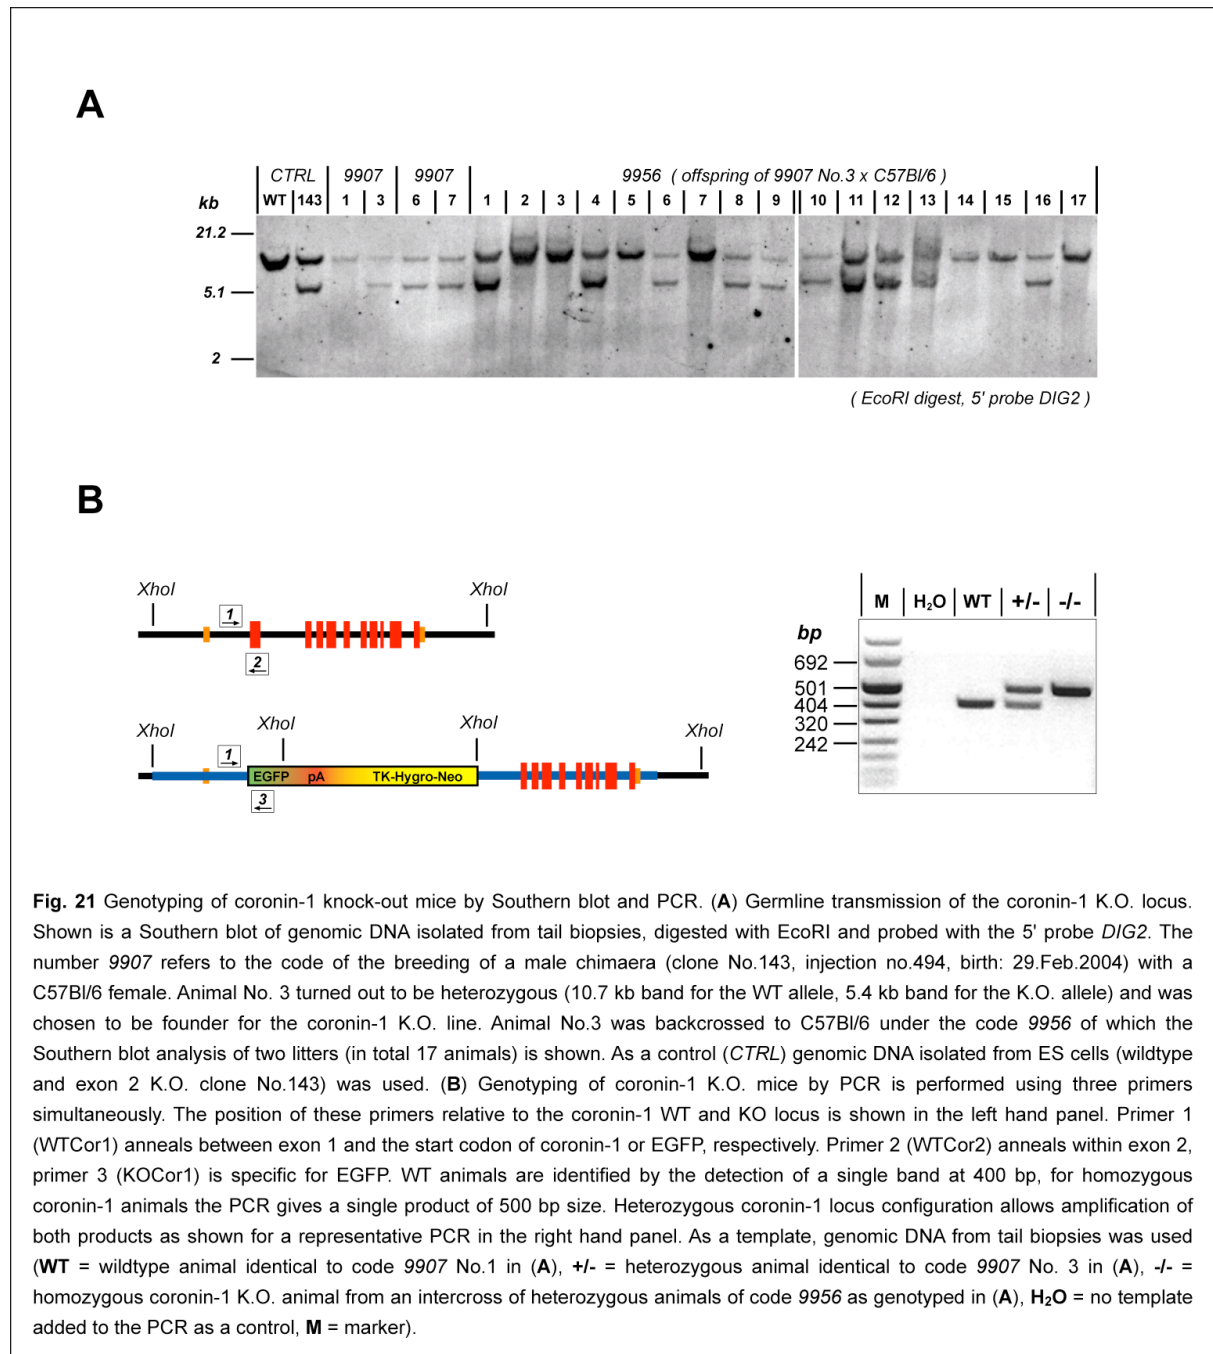 A
CTRL 9907 9907 9956 ( offspring of 9907 No.3 x C57Bl/6 )
kb WT 143 1 3 6 7 1 2 3 4 5 6 7 8 9 10 11 12 13 14 15 16 17
21.2
5.1
2
( EcoRI digest, 5' probe DIG2 )
B
XhoI XhoI
1
2
XhoI XhoI XhoI XhoI
1
EGFP pA TK-Hygro-Neo
3
M H₂O WT +/- -/-
bp
692
501
404
320
242
Fig. 21 Genotyping of coronin-1 knock-out mice by Southern blot and PCR. (A) Germline transmission of the coronin-1 K.O. locus.
Shown is a Southern blot of genomic DNA isolated from tail biopsies, digested with EcoRI and probed with the 5' probe DIG2. The
number 9907 refers to the code of the breeding of a male chimaera (clone No.143, injection no.494, birth: 29.Feb.2004) with a
C57Bl/6 female. Animal No. 3 turned out to be heterozygous (10.7 kb band for the WT allele, 5.4 kb band for the K.O. allele) and was
chosen to be founder for the coronin-1 K.O. line. Animal No.3 was backcrossed to C57Bl/6 under the code 9956 of which the
Southern blot analysis of two litters (in total 17 animals) is shown. As a control (CTRL) genomic DNA isolated from ES cells (wildtype
and exon 2 K.O. clone No.143) was used. (B) Genotyping of coronin-1 K.O. mice by PCR is performed using three primers
simultaneously. The position of these primers relative to the coronin-1 WT and KO locus is shown in the left hand panel. Primer 1
(WTCor1) anneals between exon 1 and the start codon of coronin-1 or EGFP, respectively. Primer 2 (WTCor2) anneals within exon 2,
primer 3 (KOCor1) is specific for EGFP. WT animals are identified by the detection of a single band at 400 bp, for homozygous
coronin-1 animals the PCR gives a single product of 500 bp size. Heterozygous coronin-1 locus configuration allows amplification of
both products as shown for a representative PCR in the right hand panel. As a template, genomic DNA from tail biopsies was used
(WT = wildtype animal identical to code 9907 No.1 in (A), +/- = heterozygous animal identical to code 9907 No. 3 in (A), -/- =
homozygous coronin-1 K.O. animal from an intercross of heterozygous animals of code 9956 as genotyped in (A), H₂O = no template
added to the PCR as a control, M = marker).